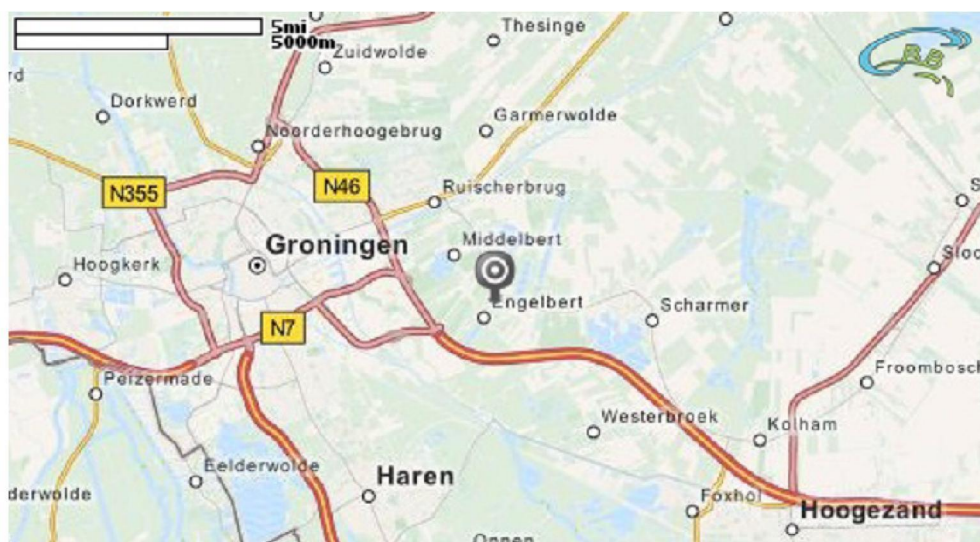 5mi
5000m
Thesinge
Zuidwolde
Dorkwerd
Garmerwolde
Noorderhoogebrug
N355
N46
Ruischerbrug
Groningen
Middelbert
Hoogkerk
Engelbert
Scharmer
N7
Peizermade
Froombosch
Westerbroek
Kolham
Eelderwolde
Haren
Foxhol
Hoogezand